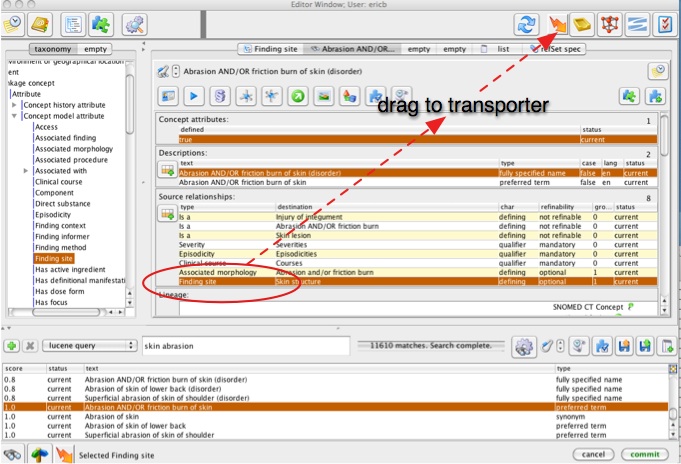 Editor Window; User: ericb
taxonomy empty
Finding site Abrasion AND/OR... empty empty list refSet spec
ent
Attribute
Concept history attribute
Concept model attribute
Access
Associated finding
Associated morphology
Associated procedure
Associated with
Clinical course
Component
Direct substance
Episodicity
Finding context
Finding informer
Finding method
Finding site
Has active ingredient
Has definitional manifestati
Has dose form
Has focus
Abrasion AND/OR friction burn of skin (disorder)
drag to transporter
Concept attributes: 1
defined status
true current
Descriptions: 2
text type case lang status
Abrasion AND/OR friction burn of skin (disorder) fully specified name false en current
Abrasion AND/OR friction burn of skin preferred term false en current
Source relationships: 8
type destination char refinability gro... status
Is a Injury of integument defining not refinable 0 current
Is a Abrasion AND/OR friction burn defining not refinable 0 current
Is a Skin lesion defining not refinable 0 current
Severity Severities qualifier mandatory 0 current
Episodicity Episodicities qualifier mandatory 0 current
Clinical course Courses qualifier mandatory 0 current
Associated morphology Abrasion and/or friction burn defining optional 1 current
Finding site Skin structure defining optional 1 current
Lineage:
SNOMED CT Concept
lucene query skin abrasion 11610 matches. Search complete.
score status text type
0.8 current Abrasion AND/OR friction burn of skin (disorder) fully specified name
0.8 current Abrasion of skin of lower back (disorder) fully specified name
0.8 current Superficial abrasion of skin of shoulder (disorder) fully specified name
1.0 current Abrasion AND/OR friction burn of skin preferred term
1.0 current Abrasion of skin synonym
1.0 current Abrasion of skin of lower back preferred term
1.0 current Superficial abrasion of skin of shoulder preferred term
Selected Finding site cancel commit